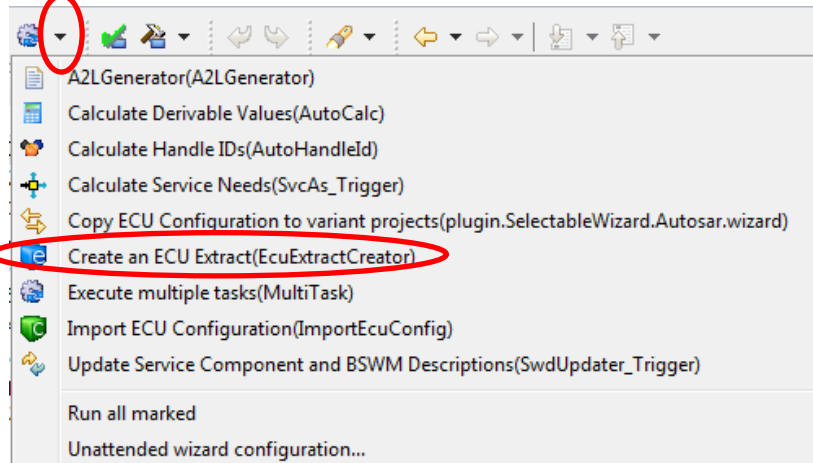 A2LGenerator(A2LGenerator)
Calculate Derivable Values(AutoCalc)
Calculate Handle IDs(AutoHandleId)
Calculate Service Needs(SvcAs_Trigger)
Copy ECU Configuration to variant projects(plugin.SelectableWizard.Autosar.wizard)
Create an ECU Extract(EcuExtractCreator)
Execute multiple tasks(MultiTask)
Import ECU Configuration(ImportEcuConfig)
Update Service Component and BSWM Descriptions(SwdUpdater_Trigger)
Run all marked
Unattended wizard configuration...